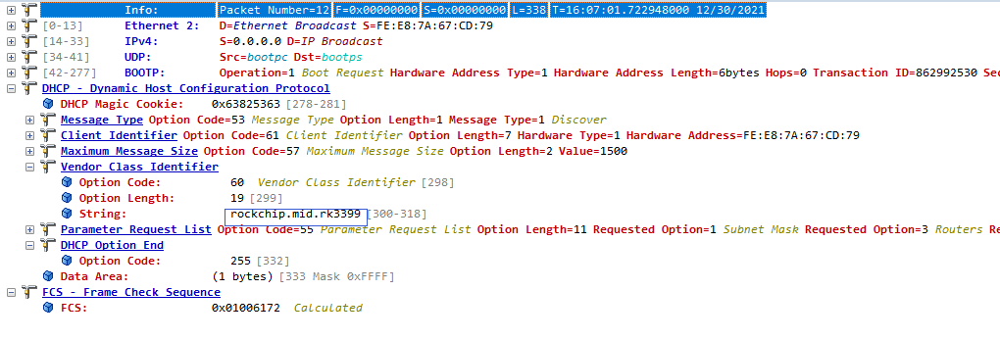 Info: Packet Number=12 F=0x00000000 S=0x00000000 L=338 T=16:07:01.722948000 12/30/2021
[0-13] Ethernet 2: D=Ethernet Broadcast S=FE:E8:7A:67:CD:79
[14-33] IPv4: S=0.0.0.0 D=IP Broadcast
[34-41] UDP: Src=bootpc Dst=bootps
[42-277] BOOTP: Operation=1 Boot Request Hardware Address Type=1 Hardware Address Length=6bytes Hops=0 Transaction ID=862992530 Sec
DHCP - Dynamic Host Configuration Protocol
DHCP Magic Cookie: 0x63825363 [278-281]
Message Type Option Code=53 Message Type Option Length=1 Message Type=1 Discover
Client Identifier Option Code=61 Client Identifier Option Length=7 Hardware Type=1 Hardware Address=FE:E8:7A:67:CD:79
Maximum Message Size Option Code=57 Maximum Message Size Option Length=2 Value=1500
Vendor Class Identifier
Option Code: 60 Vendor Class Identifier [298]
Option Length: 19 [299]
String: rockchip.mid.rk3399 [300-318]
Parameter Request List Option Code=55 Parameter Request List Option Length=11 Requested Option=1 Subnet Mask Requested Option=3 Routers Re
DHCP Option End
Option Code: 255 [332]
Data Area: (1 bytes) [333 Mask 0xFFFF]
FCS - Frame Check Sequence
FCS: 0x01006172 Calculated